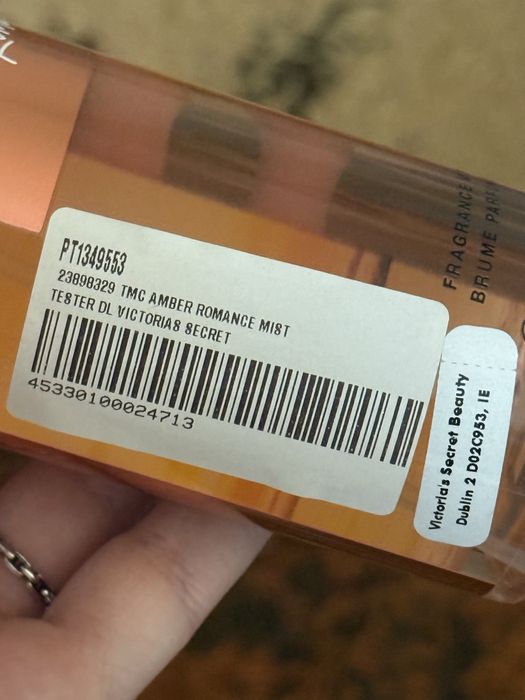 PT1349553
23898329 TMC AMBER ROMANCE MIST
TESTER DL VICTORIAS SECRET
45330100024713
FRAGRANCE
BRUME
Victoria's Secret Beauty
Dublin 2 D02C953, IE